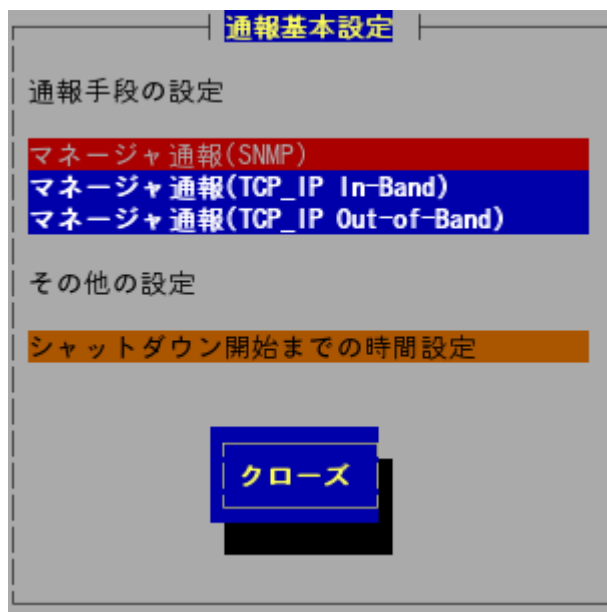 通報基本設定
通報手段の設定
マネージャ通報(SNMP)
マネージャ通報(TCP_IP In-Band)
マネージャ通報(TCP_IP Out-of-Band)
その他の設定
シャットダウン開始までの時間設定
クローズ